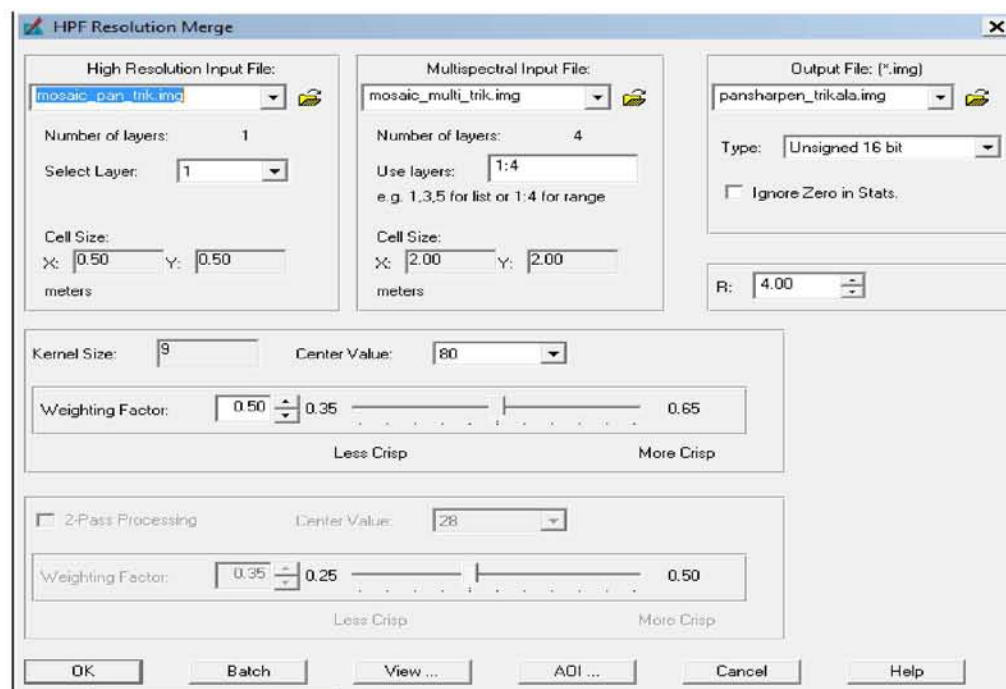 HPF Resolution Merge
High Resolution Input File:
mosaic_pan_trik.img
Number of layers: 1
Select Layer: 1
Cell Size:
X: 0.50 Y: 0.50
meters
Multispectral Input File:
mosaic_multi_trik.img
Number of layers: 4
Use layers: 1:4
e.g. 1,3,5 for list or 1:4 for range
Cell Size:
X: 2.00 Y: 2.00
meters
Output File: (*.img)
pansharpen_trikala.img
Type: Unsigned 16 bit
Ignore Zero in Stats.
R: 4.00
Kernel Size: 9 Center Value: 80
Weighting Factor: 0.50 0.35 0.65
Less Crisp More Crisp
2-Pass Processing Center Value: 28
Weighting Factor: 0.35 0.25 0.50
Less Crisp More Crisp
OK Batch View ... AOI ... Cancel Help